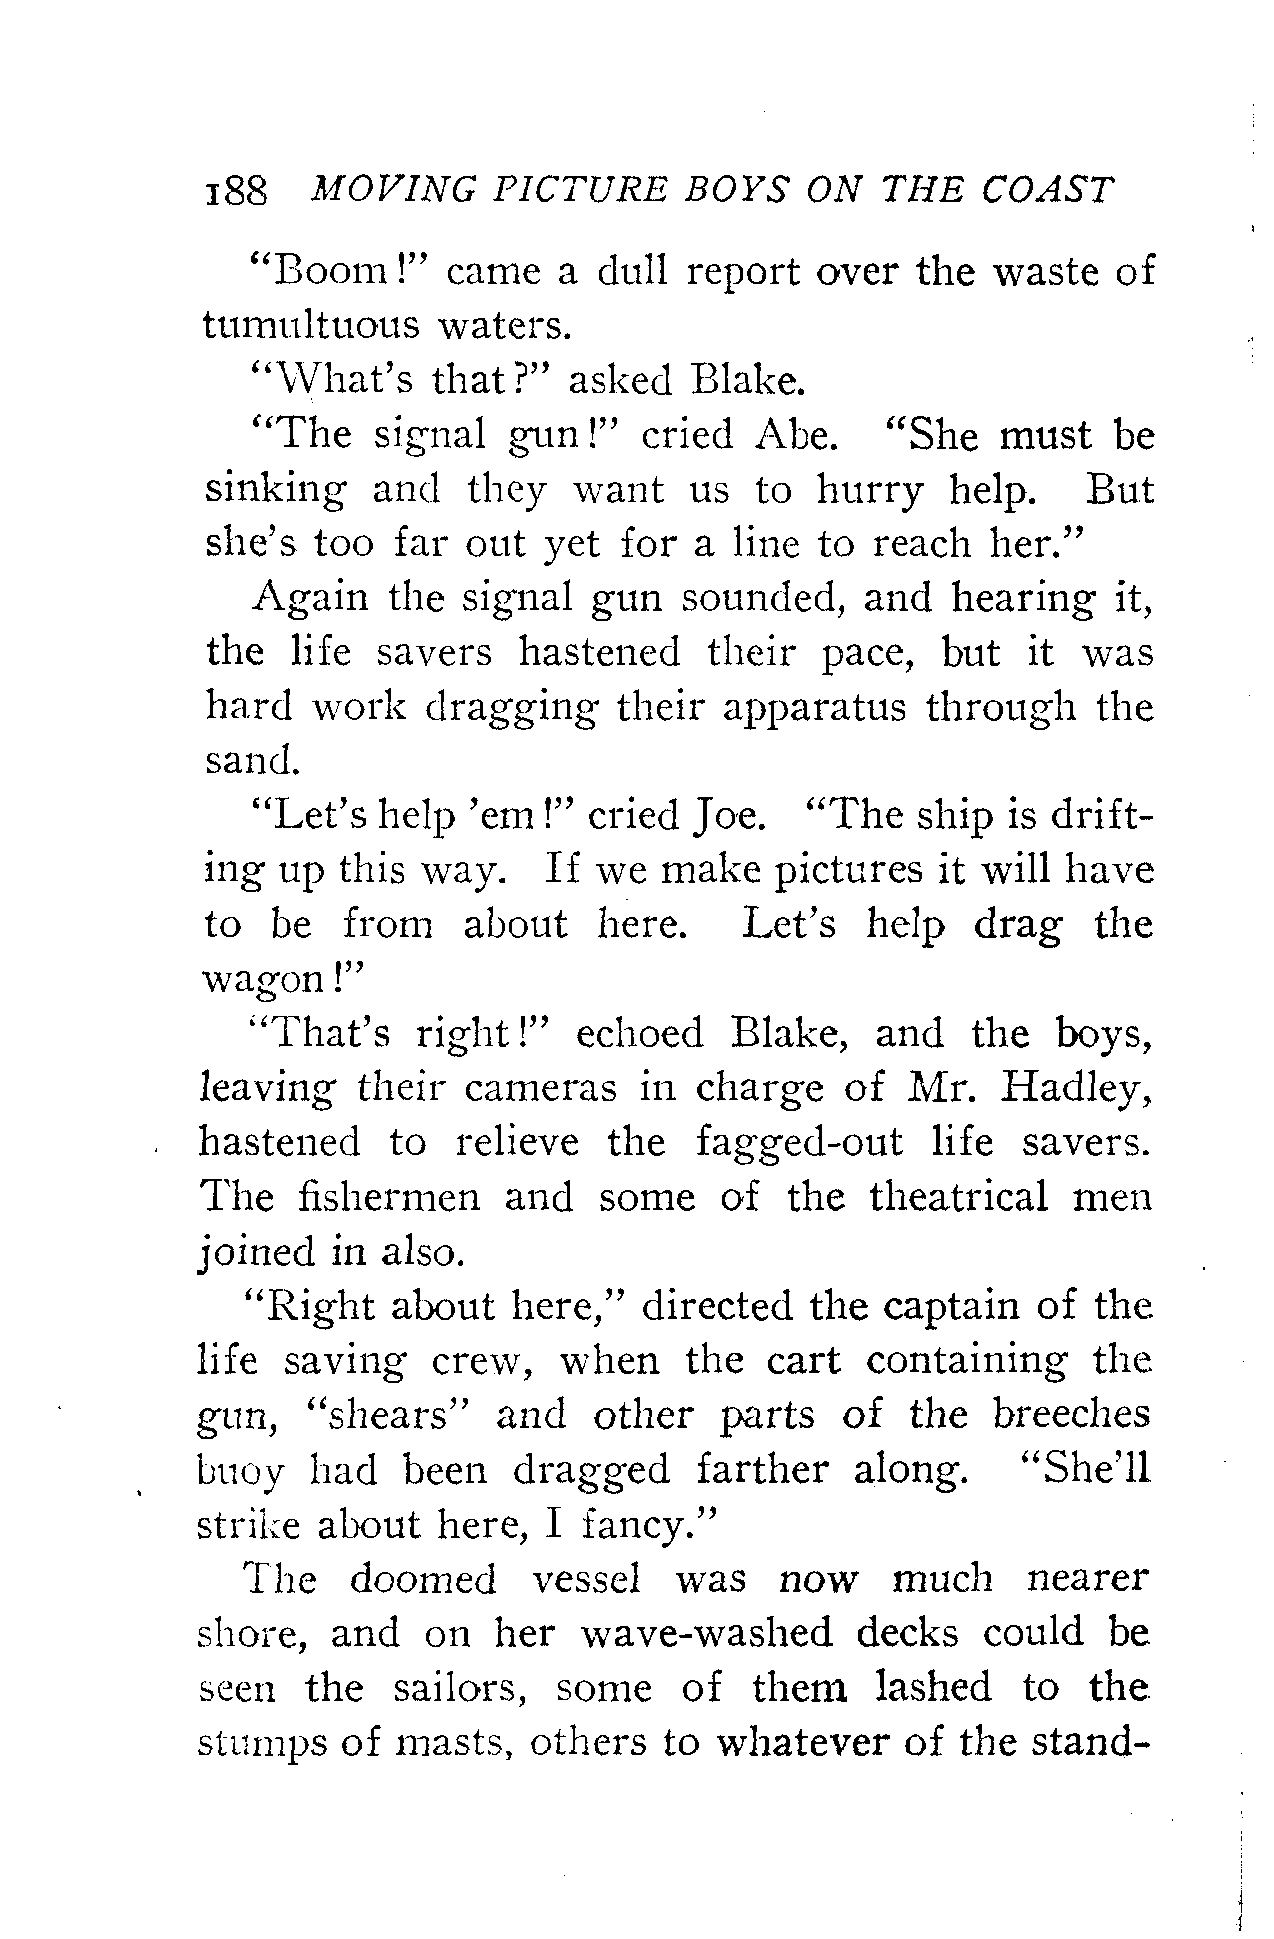 188 MOVING PICTURE BOYS ON THE COAST
“Boom!” came a dull report over the waste of
tumultuous waters.
“What’s that?” asked Blake.
“The signal gun!” cried Abe. “She must be
sinking and they want us to hurry help. But
she’s too far out yet for a line to reach her.”
Again the signal gun sounded, and hearing it,
the life savers hastened their pace, but it was
hard work dragging their apparatus through the
sand.
“Let’s help ’em!” cried Joe. “The ship is drift-
ing up this way. If we make pictures it will have
to be from about here. Let’s help drag the
wagon!”
“That’s right!” echoed Blake, and the boys,
leaving their cameras in charge of Mr. Hadley,
hastened to relieve the fagged-out life savers.
The fishermen and some of the theatrical men
joined in also.
“Right about here,” directed the captain of the
life saving crew, when the cart containing the
gun, “shears” and other parts of the breeches
buoy had been dragged farther along. “She’ll
strike about here, I fancy.”
The doomed vessel was now much nearer
shore, and on her wave-washed decks could be
seen the sailors, some of them lashed to the
stumps of masts, others to whatever of the stand-